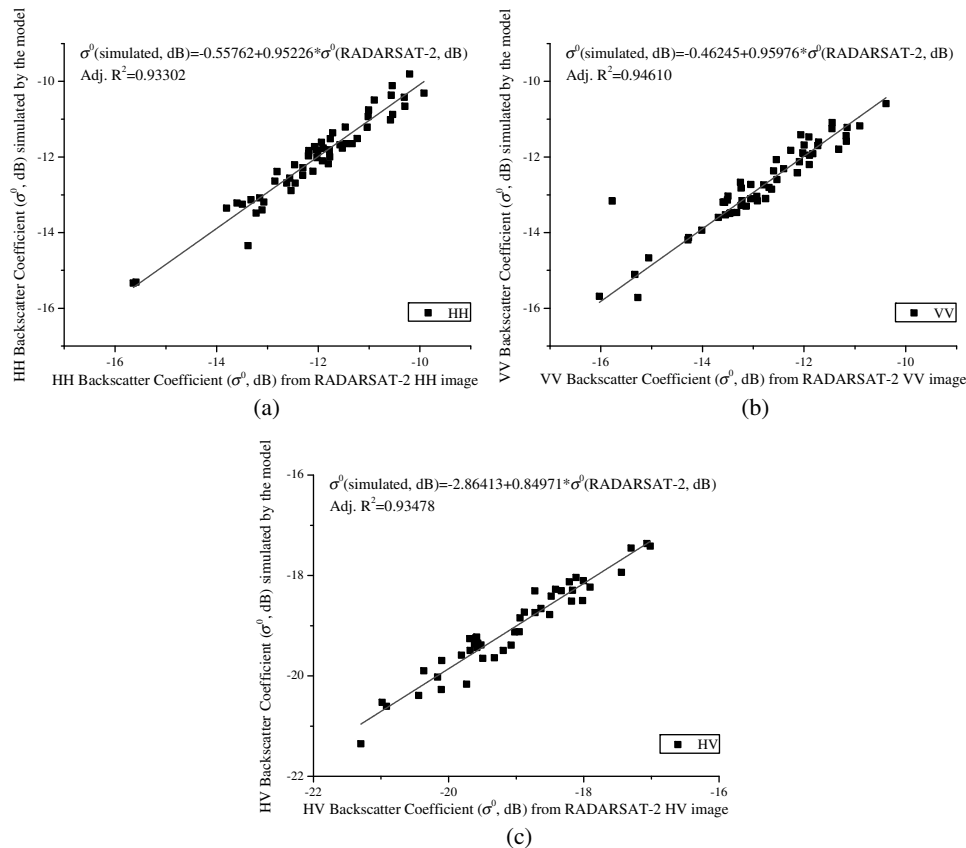 σ⁰(simulated, dB)=-0.55762+0.95226*σ⁰(RADARSAT-2, dB)
Adj. R²=0.93302
-10
-12
-14
-16
HH Backscatter Coefficient (σ⁰, dB) simulated by the model
HH
-16
-14
-12
-10
HH Backscatter Coefficient (σ⁰, dB) from RADARSAT-2 HH image
(a)
σ⁰(simulated, dB)=-0.46245+0.95976*σ⁰(RADARSAT-2, dB)
Adj. R²=0.94610
-10
-12
-14
-16
VV Backscatter Coefficient (σ⁰, dB) simulated by the model
VV
-16
-14
-12
-10
VV Backscatter Coefficient (σ⁰, dB) from RADARSAT-2 VV image
(b)
σ⁰(simulated, dB)=-2.86413+0.84971*σ⁰(RADARSAT-2, dB)
Adj. R²=0.93478
-16
-18
-20
-22
HV Backscatter Coefficient (σ⁰, dB) simulated by the model
HV
-22
-20
-18
-16
HV Backscatter Coefficient (σ⁰, dB) from RADARSAT-2 HV image
(c)